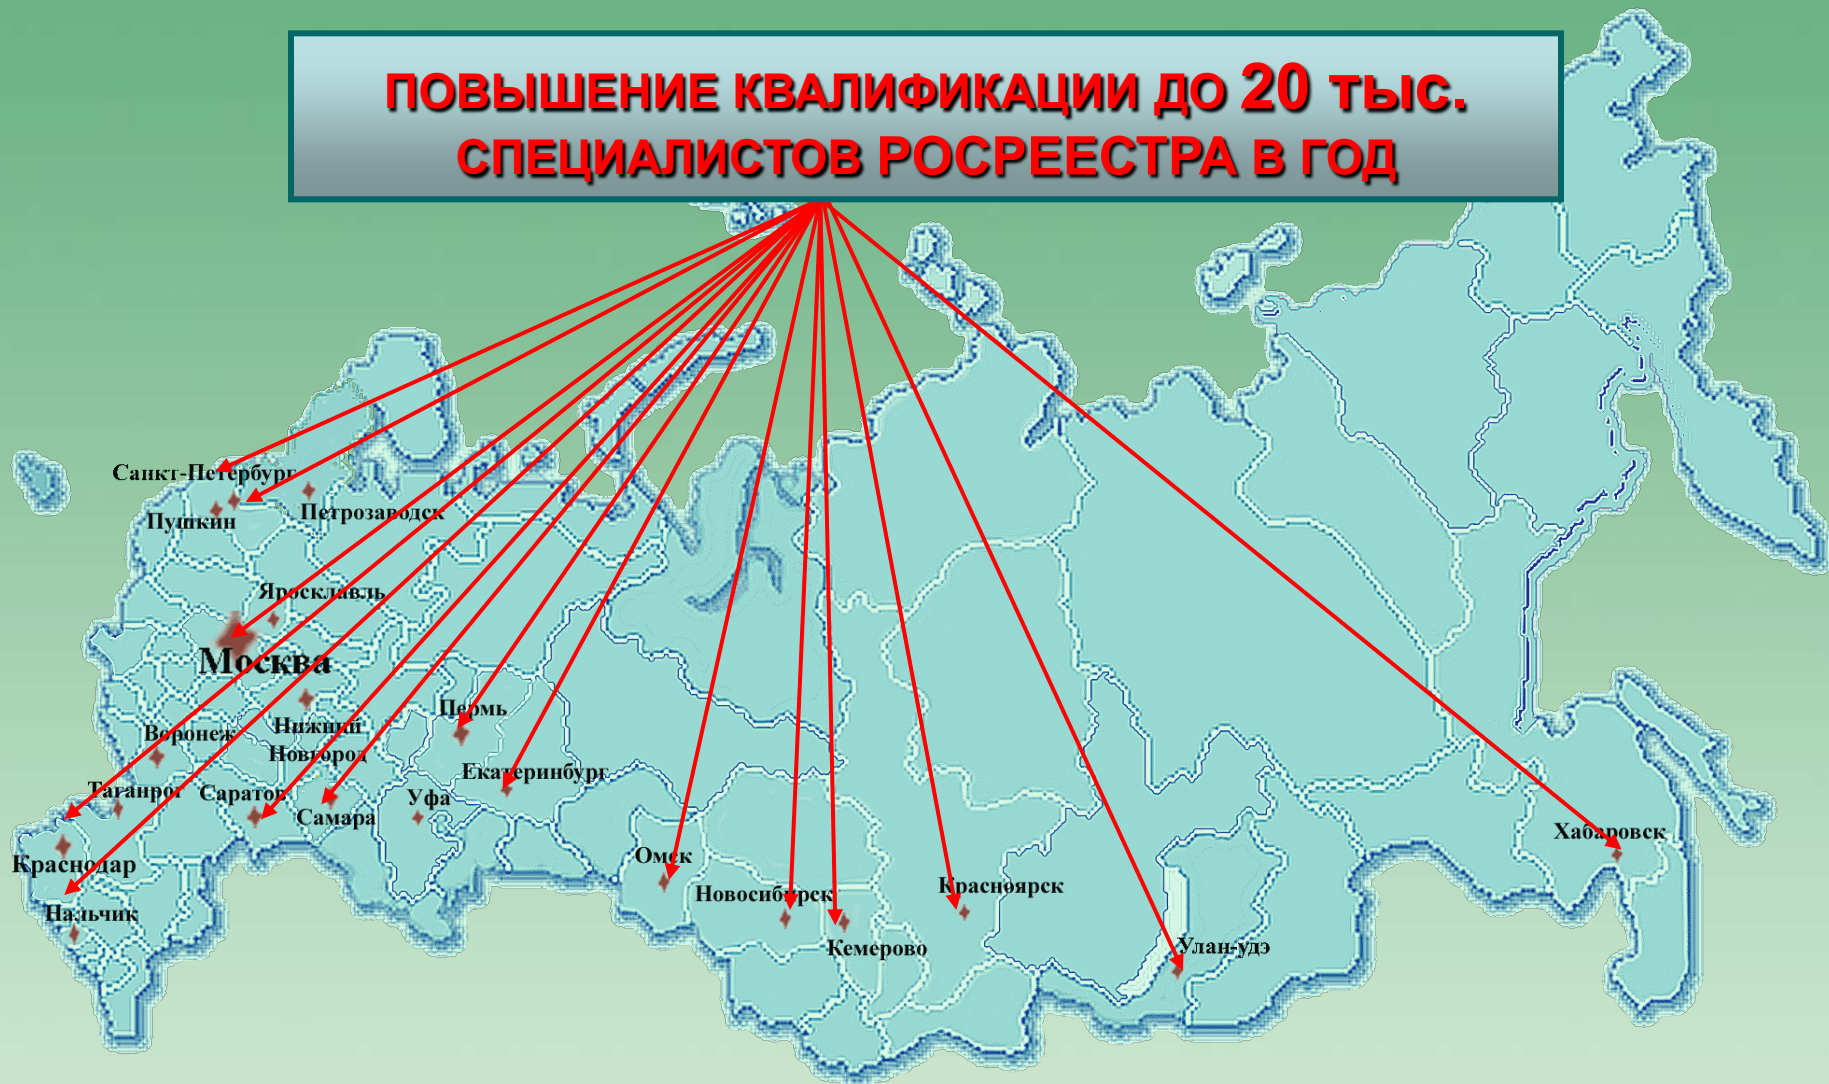 ПОВЫШЕНИЕ КВАЛИФИКАЦИИ ДО 20 тыс.
СПЕЦИАЛИСТОВ РОСРЕЕСТРА В ГОД
Санкт-Петербург
Пушкин
Петрозаводск
Ярославль
Москва
Пермь
Воронеж
Нижний
Новгород
Екатеринбург
Таганрог
Саратов
Уфа
Самара
Хабаровск
Омск
Краснодар
Новосибирск
Красноярск
Нальчик
Кемерово
Улан-удэ